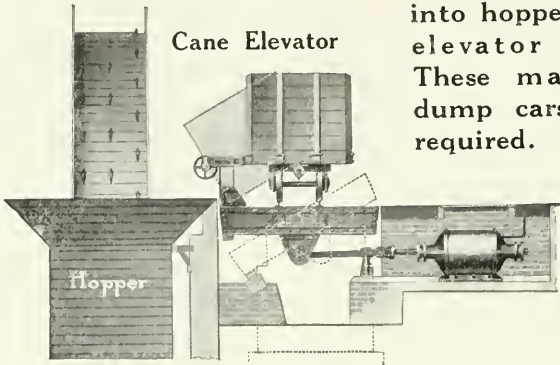 Cane Elevator
into hoppe
elevator
These ma
dump cars
required.
Hopper